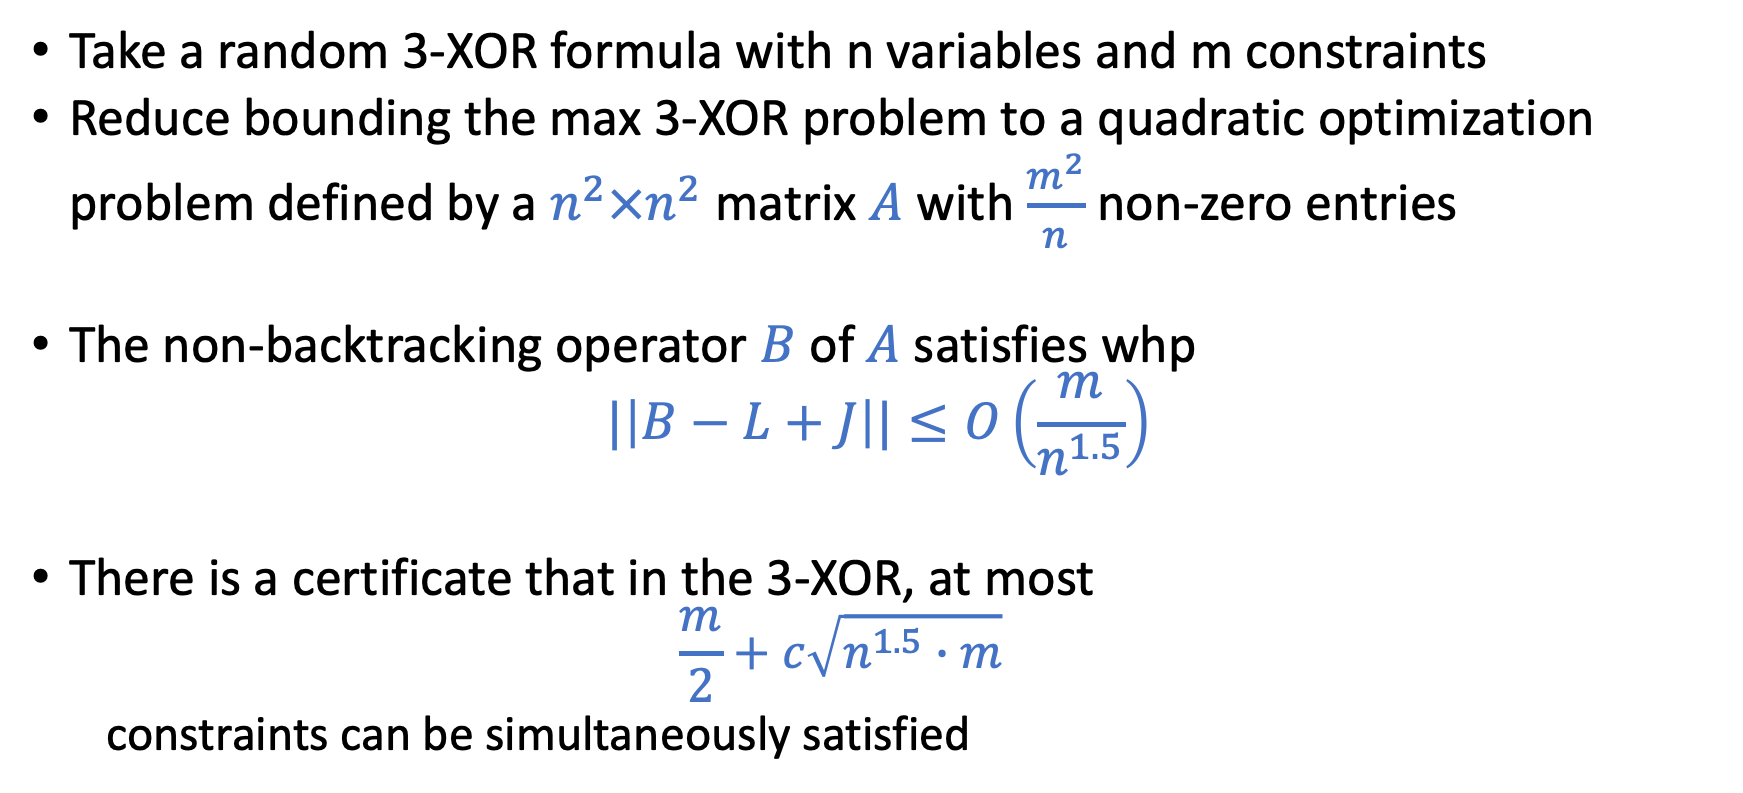 • Take a random 3-XOR formula with n variables and m constraints
• Reduce bounding the max 3-XOR problem to a quadratic optimization
problem defined by a n²×n² matrix A with m²/n non-zero entries
• The non-backtracking operator B of A satisfies whp
||B − L + J|| ≤ O(m/n^1.5)
• There is a certificate that in the 3-XOR, at most
m/2 + c√(n^1.5 · m)
constraints can be simultaneously satisfied